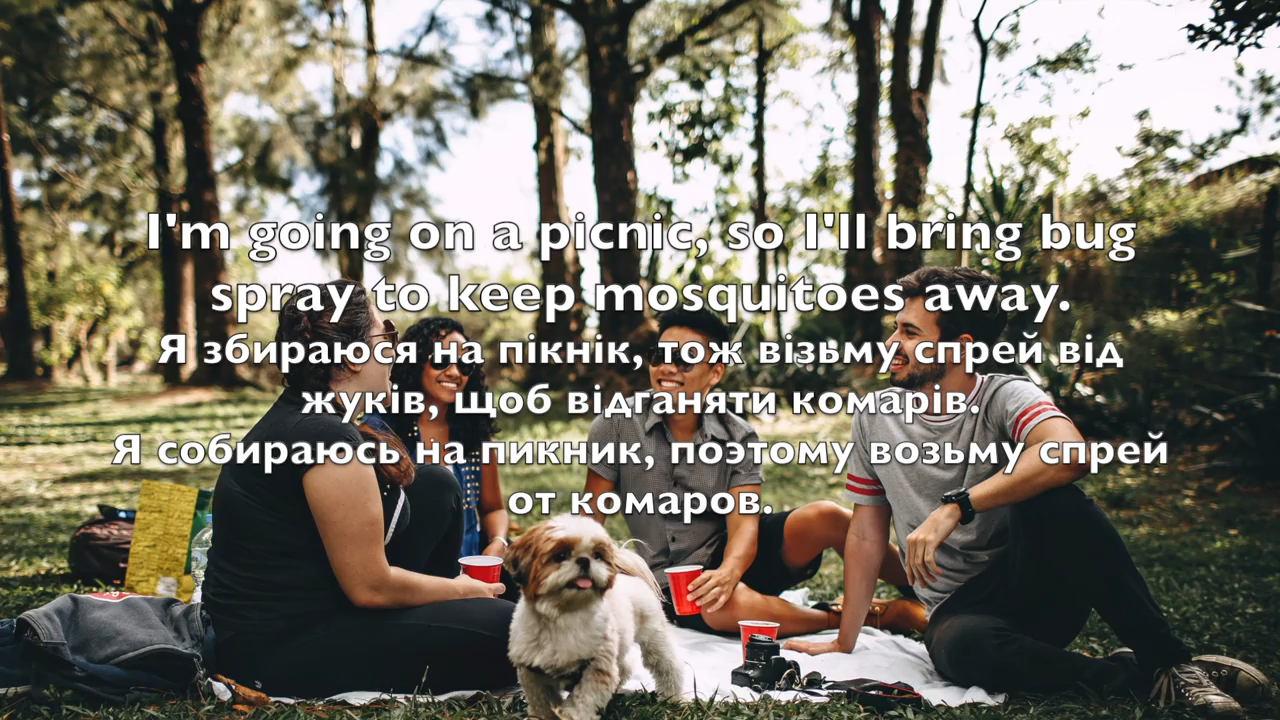 I'm going on a picnic, so I'll bring bug
spray to keep mosquitoes away.
Я збираюся на пікнік, тож візьму спрей від
жуків, щоб відганяти комарів.
Я собираюсь на пикник, поэтому возьму спрей
от комаров.